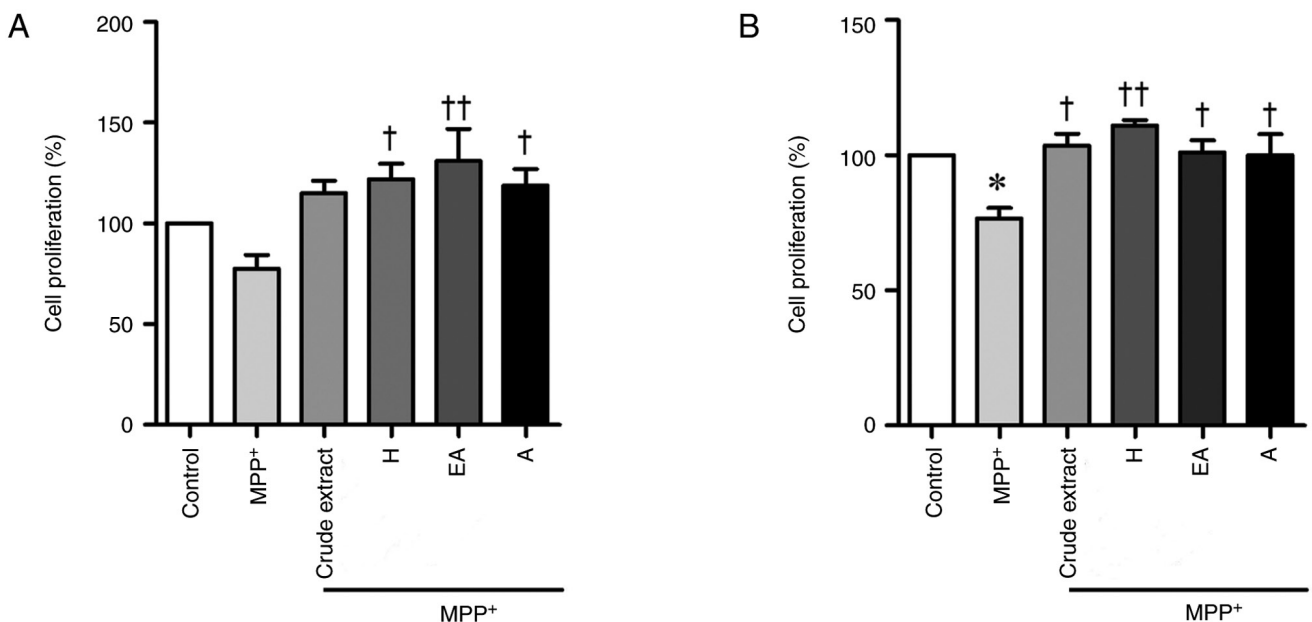 A
Cell proliferation (%)
200
150
100
50
0
†
††
†
Control
MPP⁺
Crude extract
H
EA
A
MPP⁺
B
Cell proliferation (%)
150
100
50
0
*
†
††
†
†
Control
MPP⁺
Crude extract
H
EA
A
MPP⁺